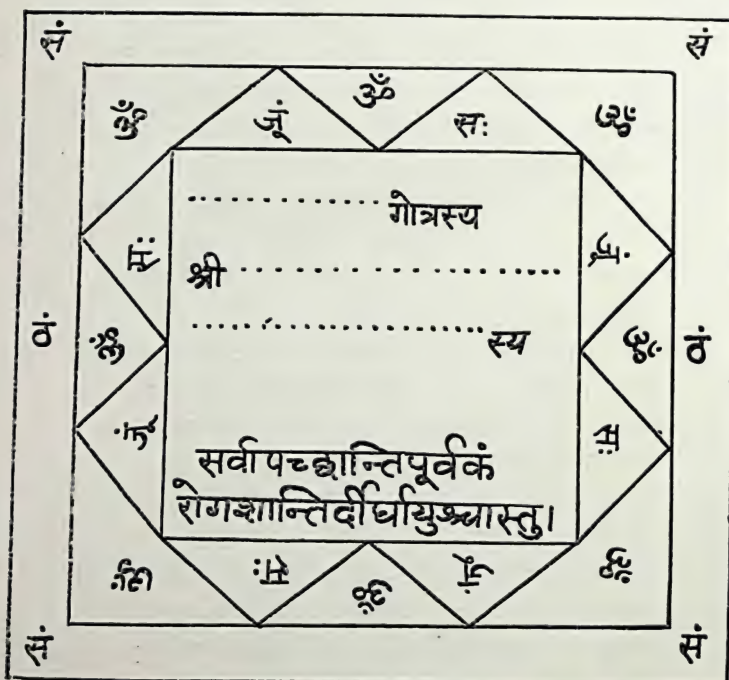 सं सं
ॐ जूं ॐ सः ॐ
............... गोत्रस्य
सः जूं
श्री ..........................
वं ॐ ....................... स्य ॐ वं
जूं सः
सर्वापच्छान्तिपूर्वकं
रोगशान्तिर्दीर्घायुश्चास्तु।
ॐ सः ॐ जूं ॐ
सं सं